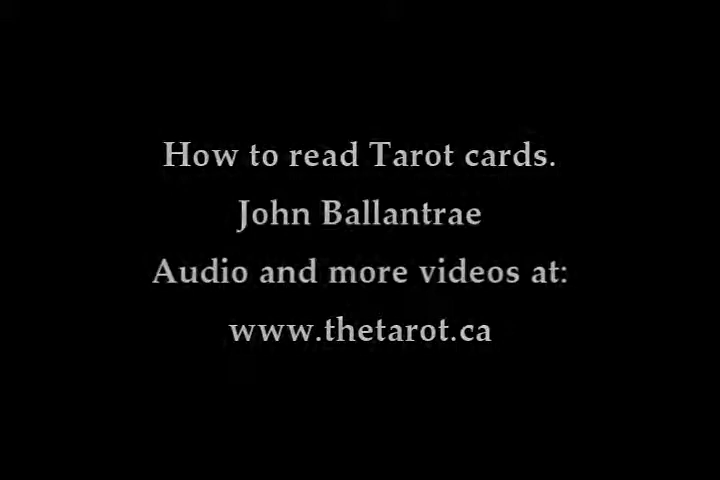 How to read Tarot cards.
John Ballantrae
Audio and more videos at:
www.thetarot.ca